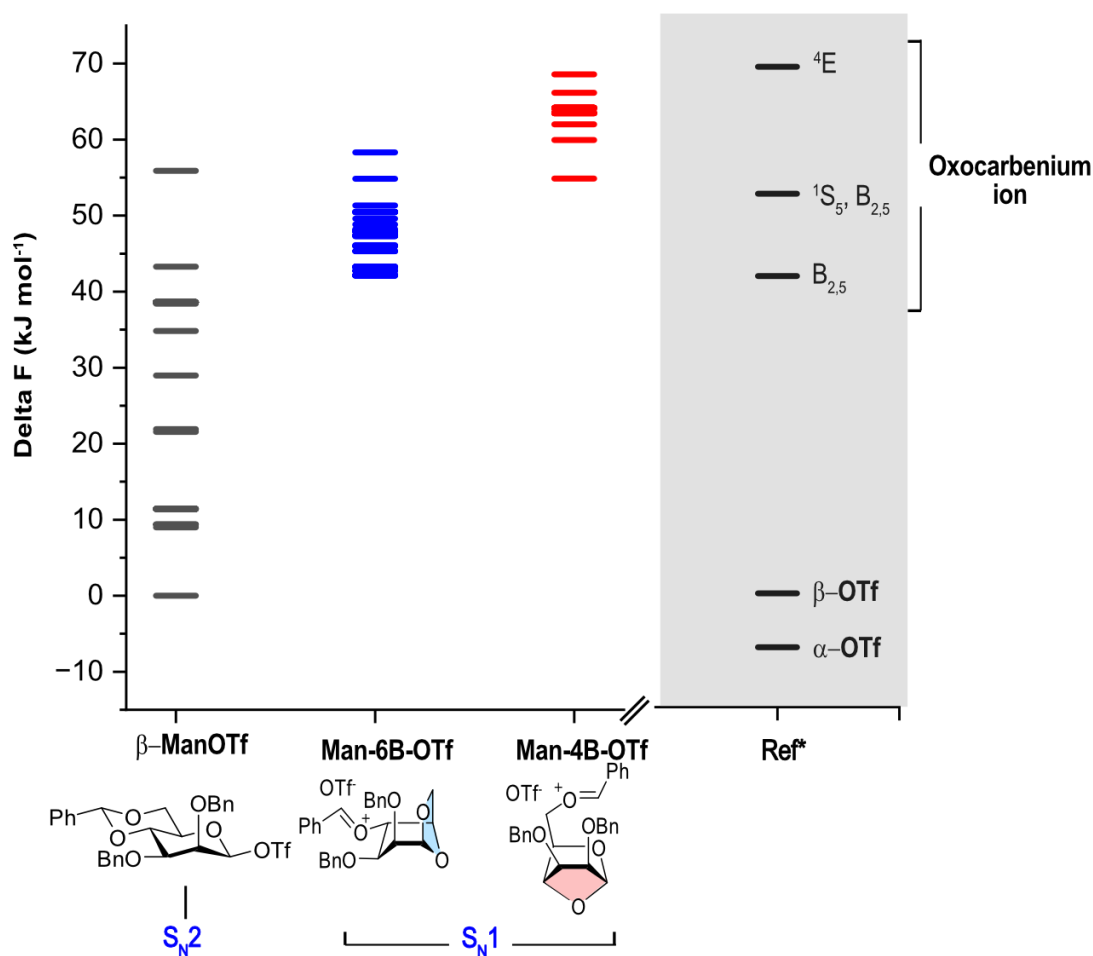 Delta F (kJ mol⁻¹)
70
60
50
40
30
20
10
0
−10
⁴E
¹S₅, B₂,₅
B₂,₅
β–OTf
α–OTf
Oxocarbenium
ion
β–ManOTf
Man-6B-OTf
Man-4B-OTf
Ref*
Ph
O
O
OBn
O
BnO
OTf
OTf⁻
BnO
O
Ph
O
+
BnO
O
Ph
OTf⁻
+
O
BnO
OBn
O
O
Sₙ2
Sₙ1